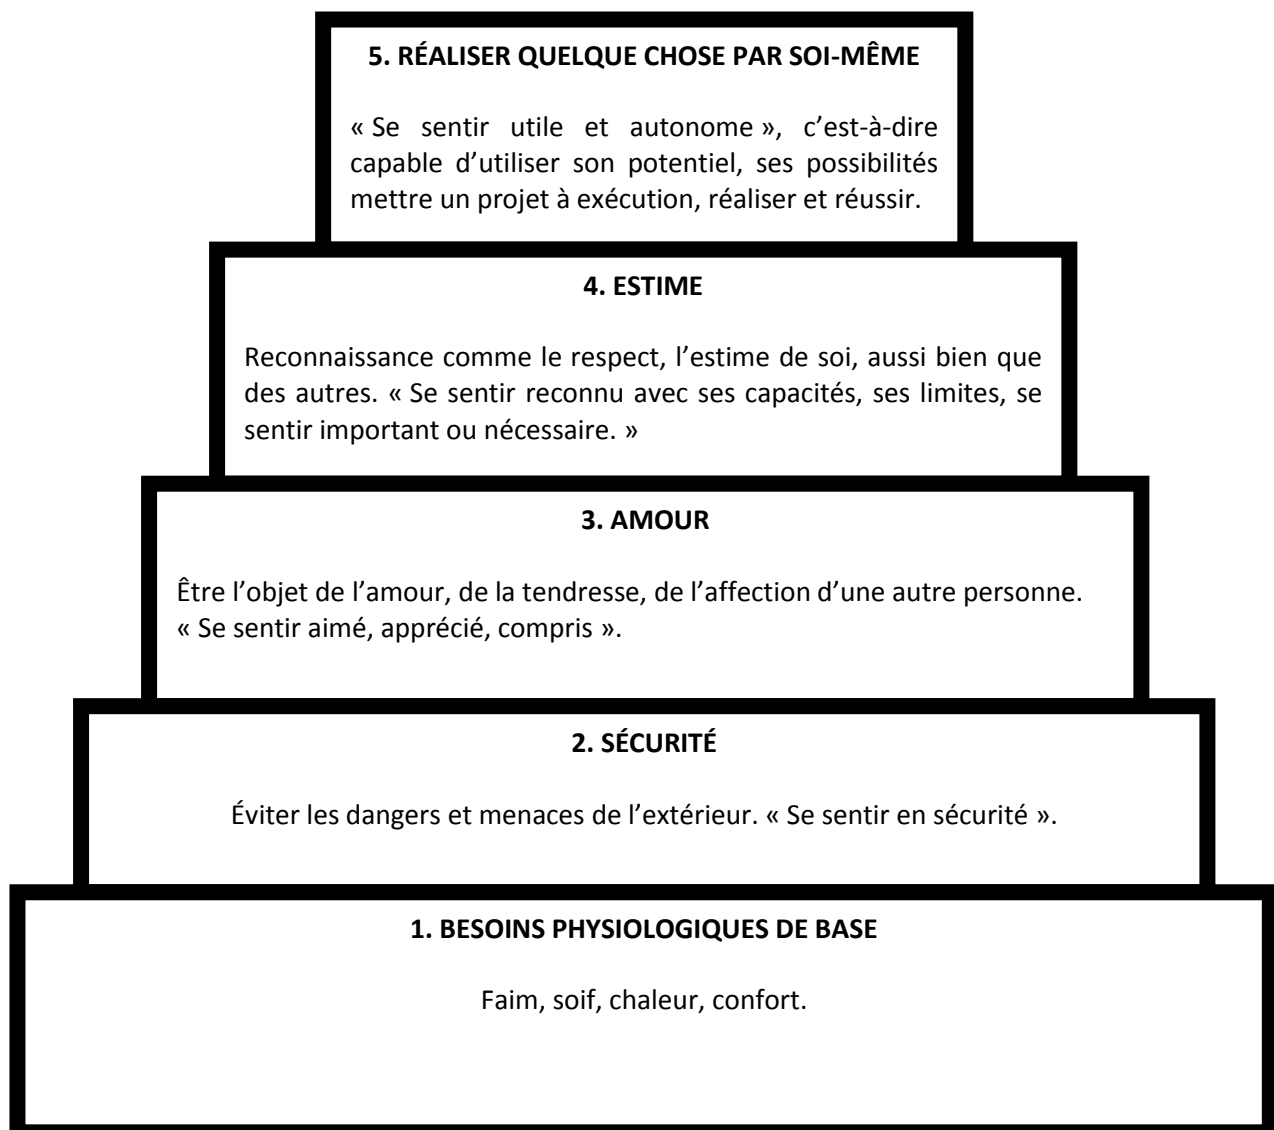 5. RÉALISER QUELQUE CHOSE PAR SOI-MÊME
« Se sentir utile et autonome », c’est-à-dire
capable d’utiliser son potentiel, ses possibilités
mettre un projet à exécution, réaliser et réussir.
4. ESTIME
Reconnaissance comme le respect, l’estime de soi, aussi bien que
des autres. « Se sentir reconnu avec ses capacités, ses limites, se
sentir important ou nécessaire. »
3. AMOUR
Être l’objet de l’amour, de la tendresse, de l’affection d’une autre personne.
« Se sentir aimé, apprécié, compris ».
2. SÉCURITÉ
Éviter les dangers et menaces de l’extérieur. « Se sentir en sécurité ».
1. BESOINS PHYSIOLOGIQUES DE BASE
Faim, soif, chaleur, confort.